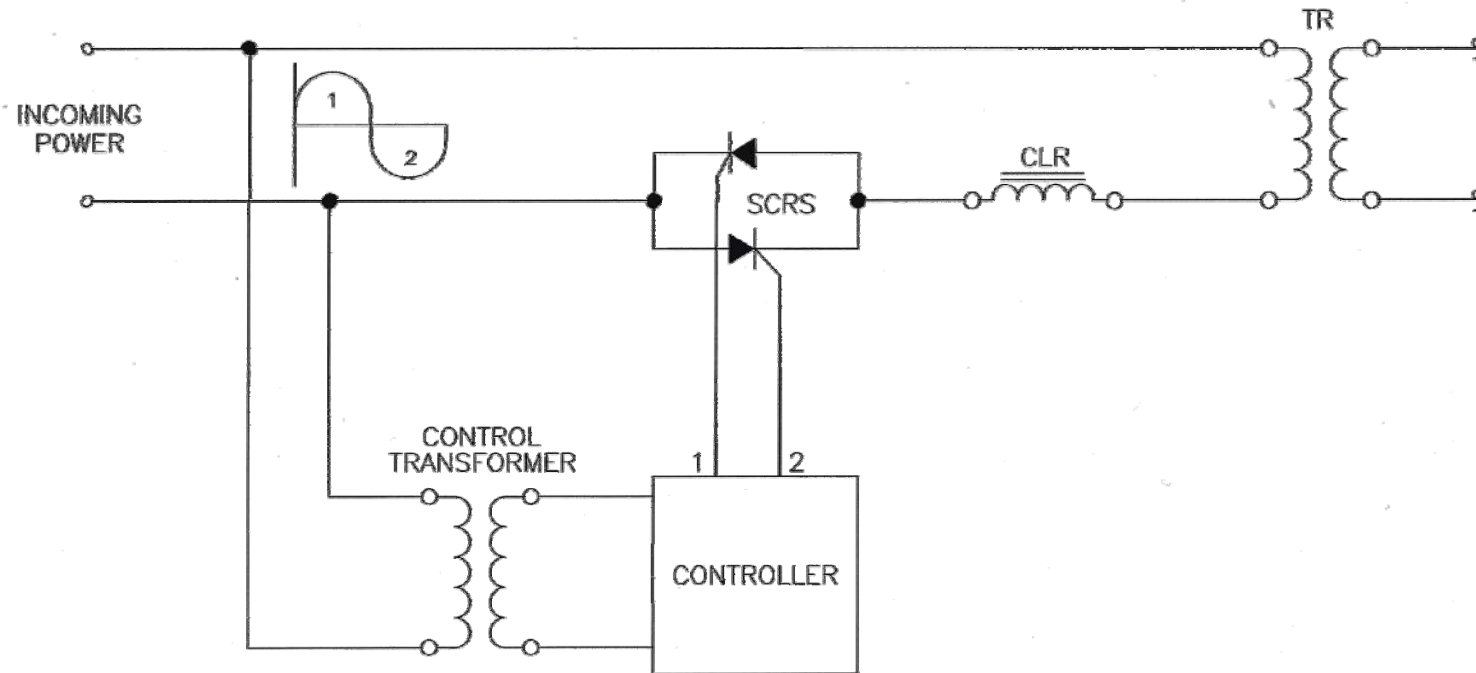 TR
INCOMING
POWER
1
2
CLR
SCRS
CONTROL
TRANSFORMER
1
2
CONTROLLER